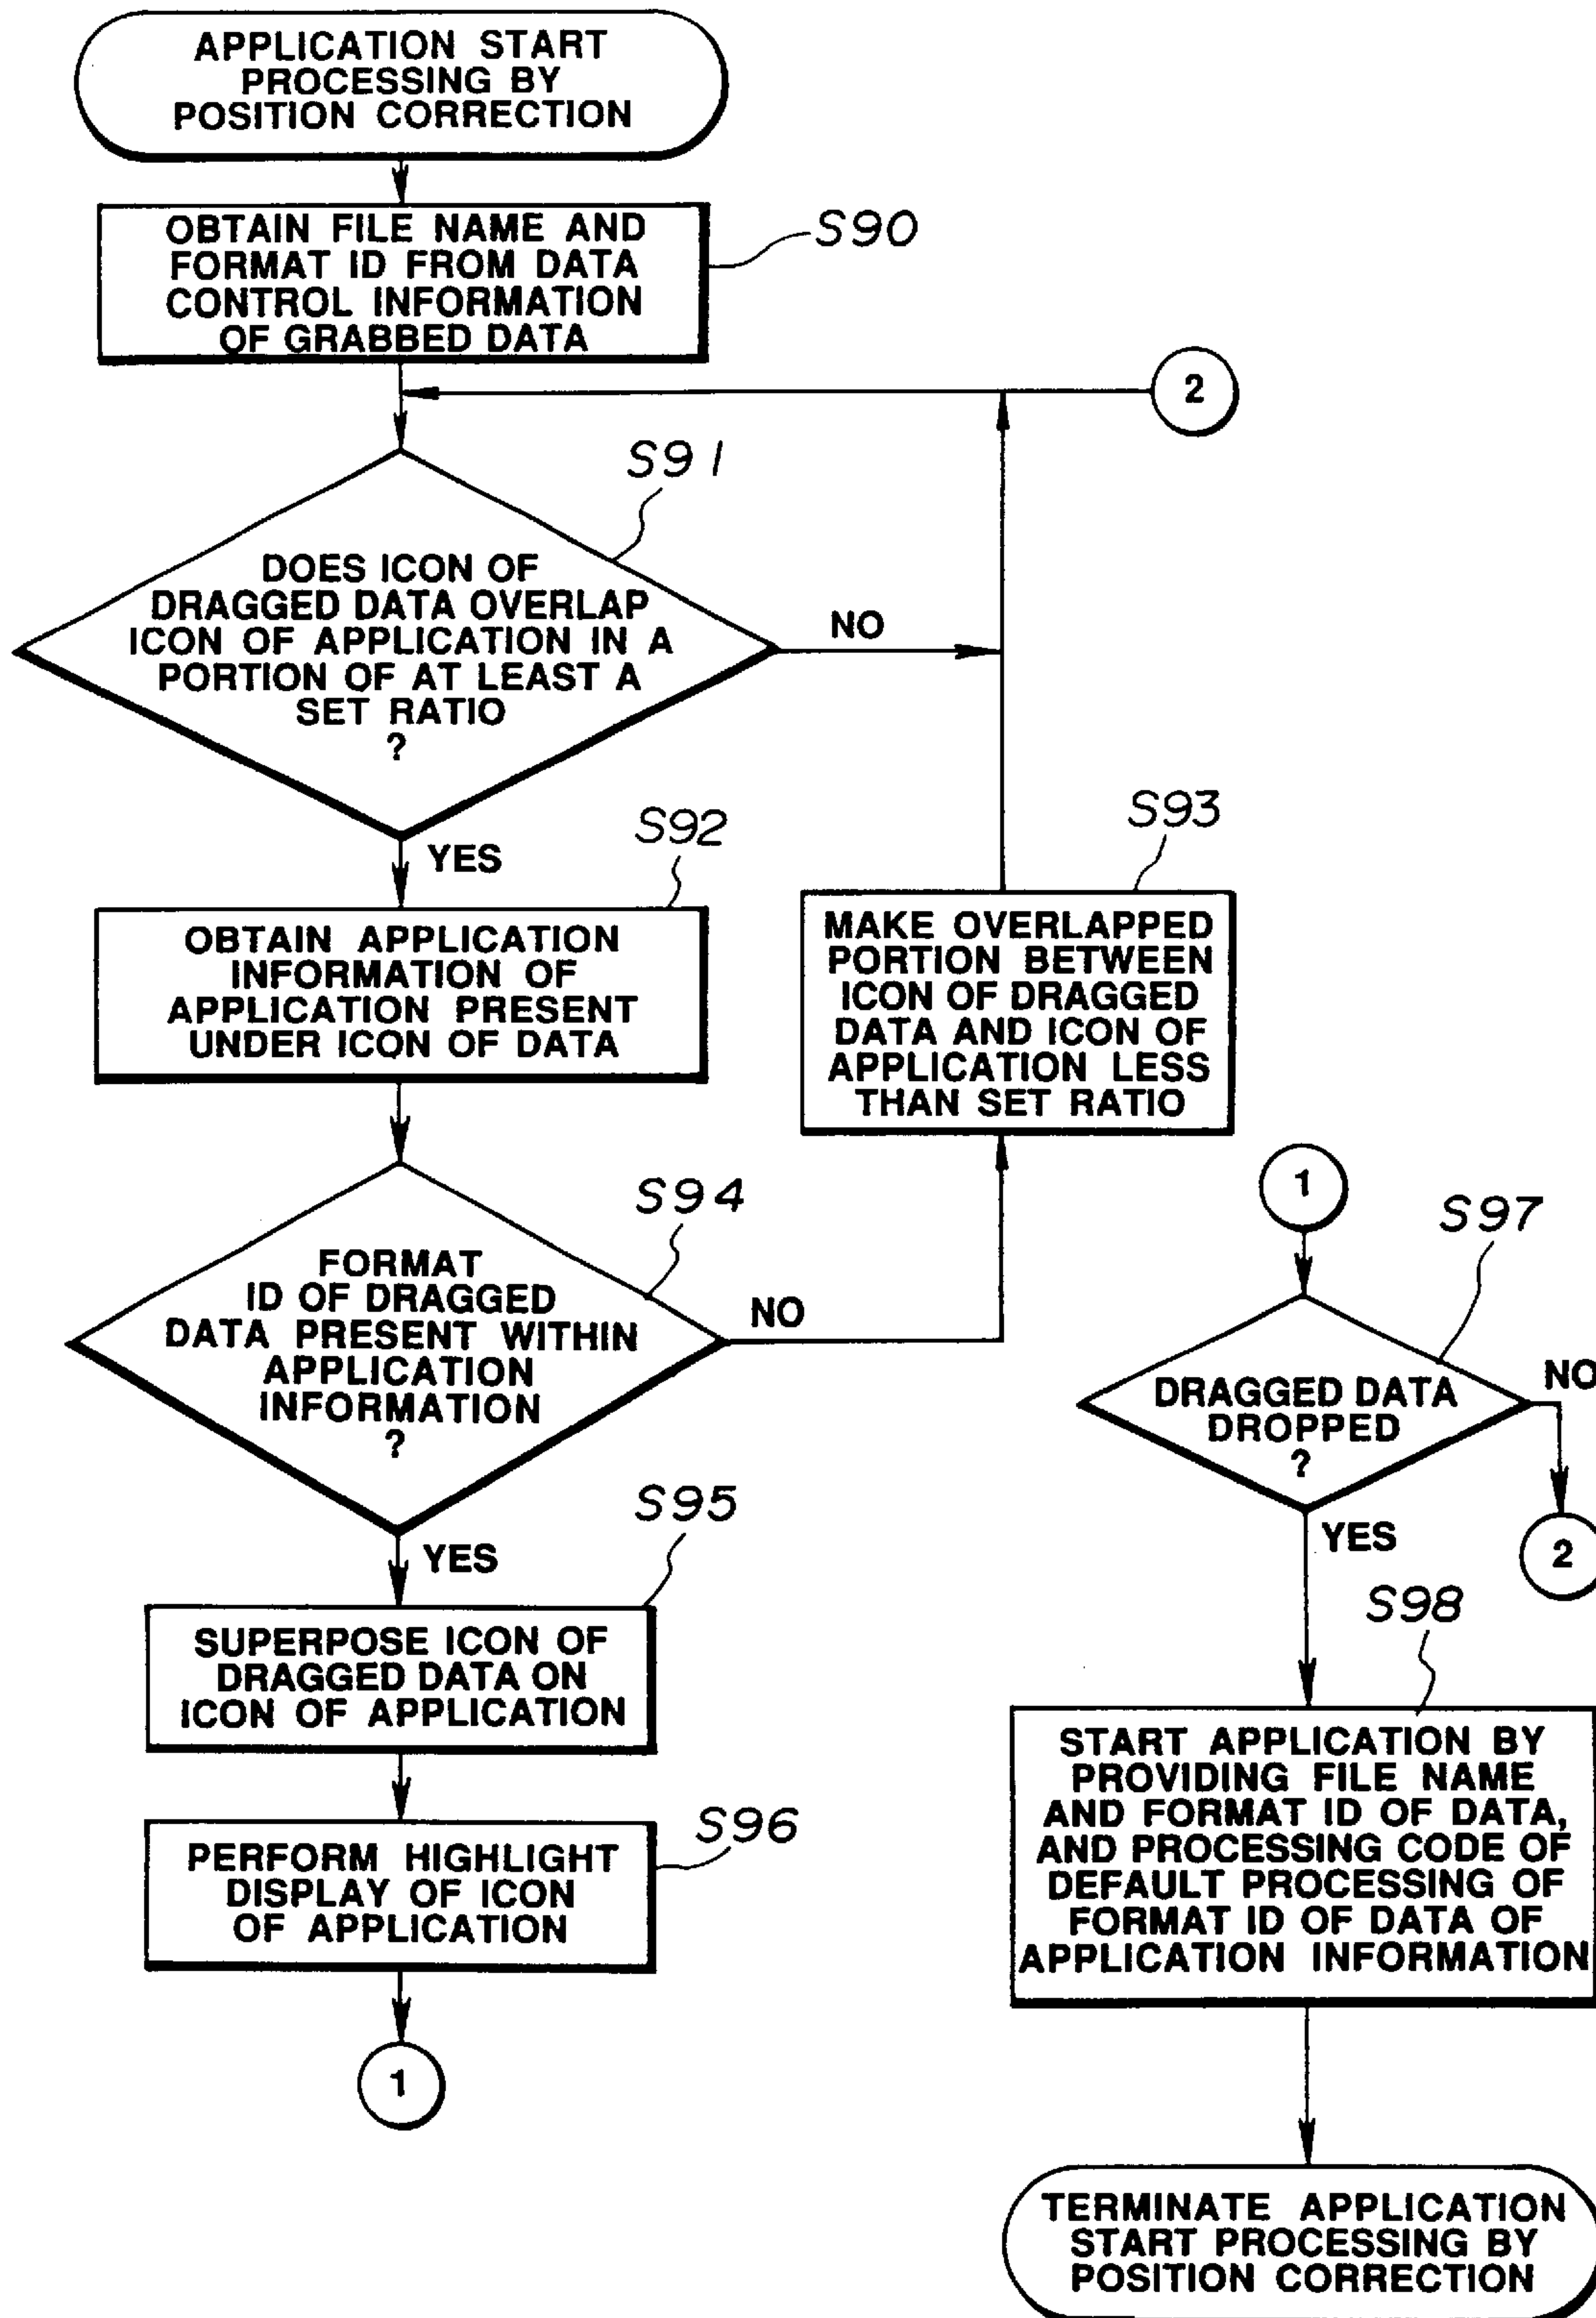 APPLICATION START
PROCESSING BY
POSITION CORRECTION
OBTAIN FILE NAME AND
FORMAT ID FROM DATA
CONTROL INFORMATION
OF GRABBED DATA
S90
2
S91
DOES ICON OF
DRAGGED DATA OVERLAP
ICON OF APPLICATION IN A
PORTION OF AT LEAST A
SET RATIO
?
NO
YES
S92
OBTAIN APPLICATION
INFORMATION OF
APPLICATION PRESENT
UNDER ICON OF DATA
S93
MAKE OVERLAPPED
PORTION BETWEEN
ICON OF DRAGGED
DATA AND ICON OF
APPLICATION LESS
THAN SET RATIO
S94
FORMAT
ID OF DRAGGED
DATA PRESENT WITHIN
APPLICATION
INFORMATION
?
NO
YES
S95
SUPERPOSE ICON OF
DRAGGED DATA ON
ICON OF APPLICATION
S96
PERFORM HIGHLIGHT
DISPLAY OF ICON
OF APPLICATION
1
1
S97
DRAGGED DATA
DROPPED
?
NO
2
YES
S98
START APPLICATION BY
PROVIDING FILE NAME
AND FORMAT ID OF DATA,
AND PROCESSING CODE OF
DEFAULT PROCESSING OF
FORMAT ID OF DATA OF
APPLICATION INFORMATION
TERMINATE APPLICATION
START PROCESSING BY
POSITION CORRECTION